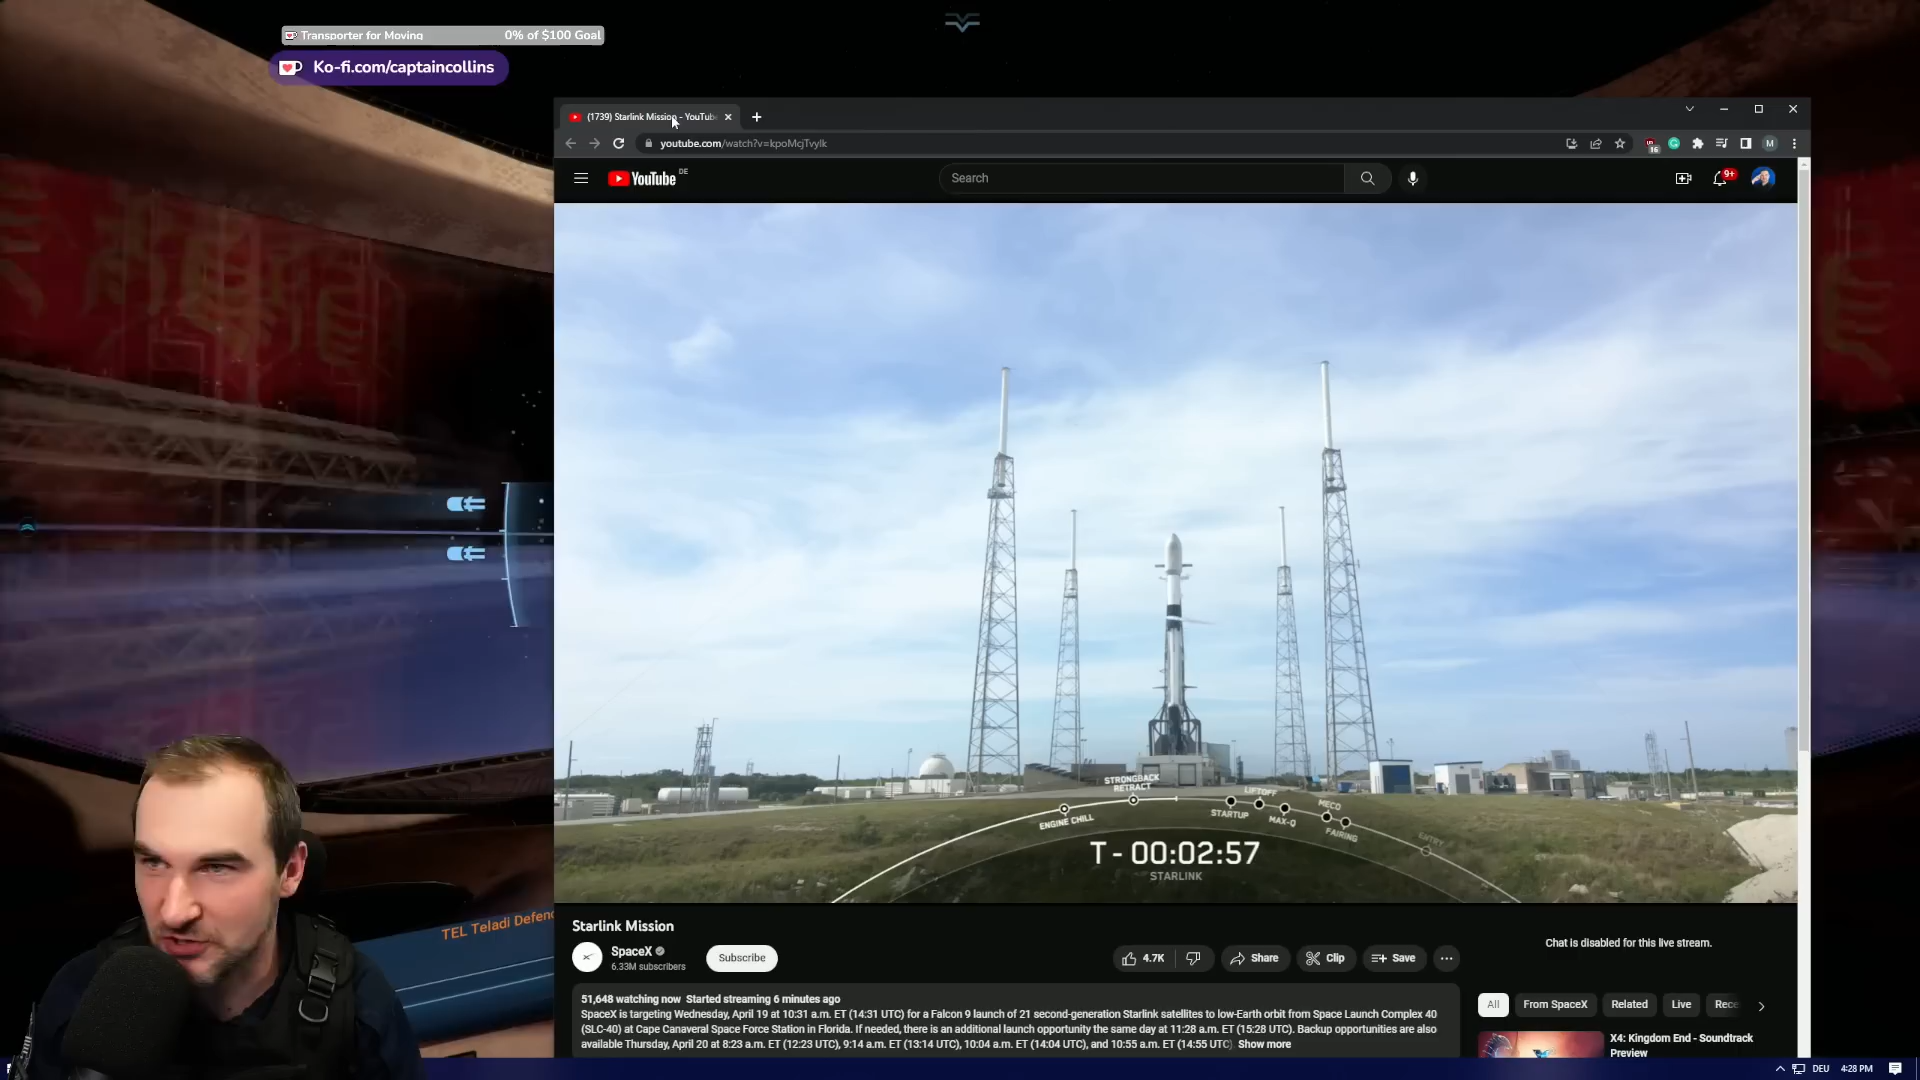 Transporter for Moving 0% of $100 Goal
Ko-fi.com/captaincollins
(1739) Starlink Mission - YouTub
youtube.com/watch?v=kpoMcjTvylk
16
M
YouTube DE
Search
9+
STRONGBACK
RETRACT
ENGINE CHILL
STARTUP
LIFTOFF
MAX-Q
MECO
FAIRING
ENTRY
T - 00:02:57
STARLINK
TEL Teladi Defenc
Starlink Mission
SpaceX
6.33M subscribers
Subscribe
4.7K
Share
Clip
Save
Chat is disabled for this live stream.
51,648 watching now Started streaming 6 minutes ago
SpaceX is targeting Wednesday, April 19 at 10:31 a.m. ET (14:31 UTC) for a Falcon 9 launch of 21 second-generation Starlink satellites to low-Earth orbit from Space Launch Complex 40
(SLC-40) at Cape Canaveral Space Force Station in Florida. If needed, there is an additional launch opportunity the same day at 11:28 a.m. ET (15:28 UTC). Backup opportunities are also
available Thursday, April 20 at 8:23 a.m. ET (12:23 UTC), 9:14 a.m. ET (13:14 UTC), 10:04 a.m. ET (14:04 UTC), and 10:55 a.m. ET (14:55 UTC) Show more
All From SpaceX Related Live Rece
X4: Kingdom End - Soundtrack
Preview
DEU 4:28 PM